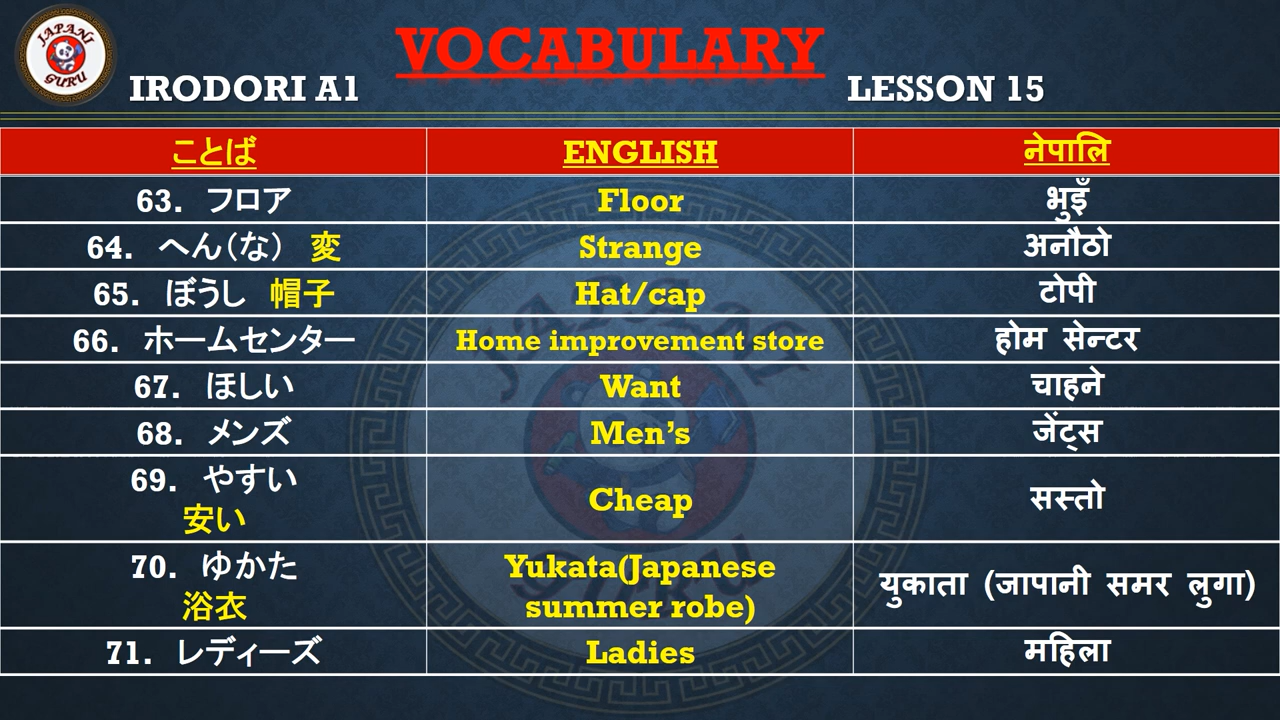 JAPANI
GURU
VOCABULARY
IRODORI A1 LESSON 15
ことば ENGLISH नेपालि
63. フロア Floor भुइँ
64. へん(な) 変 Strange अनौठो
65. ぼうし 帽子 Hat/cap टोपी
66. ホームセンター Home improvement store होम सेन्टर
67. ほしい Want चाहने
68. メンズ Men’s जेंट्स
69. やすい
安い Cheap सस्तो
70. ゆかた
浴衣 Yukata(Japanese
summer robe) युकाता (जापानी समर लुगा)
71. レディーズ Ladies महिला
JAPANI
GURU